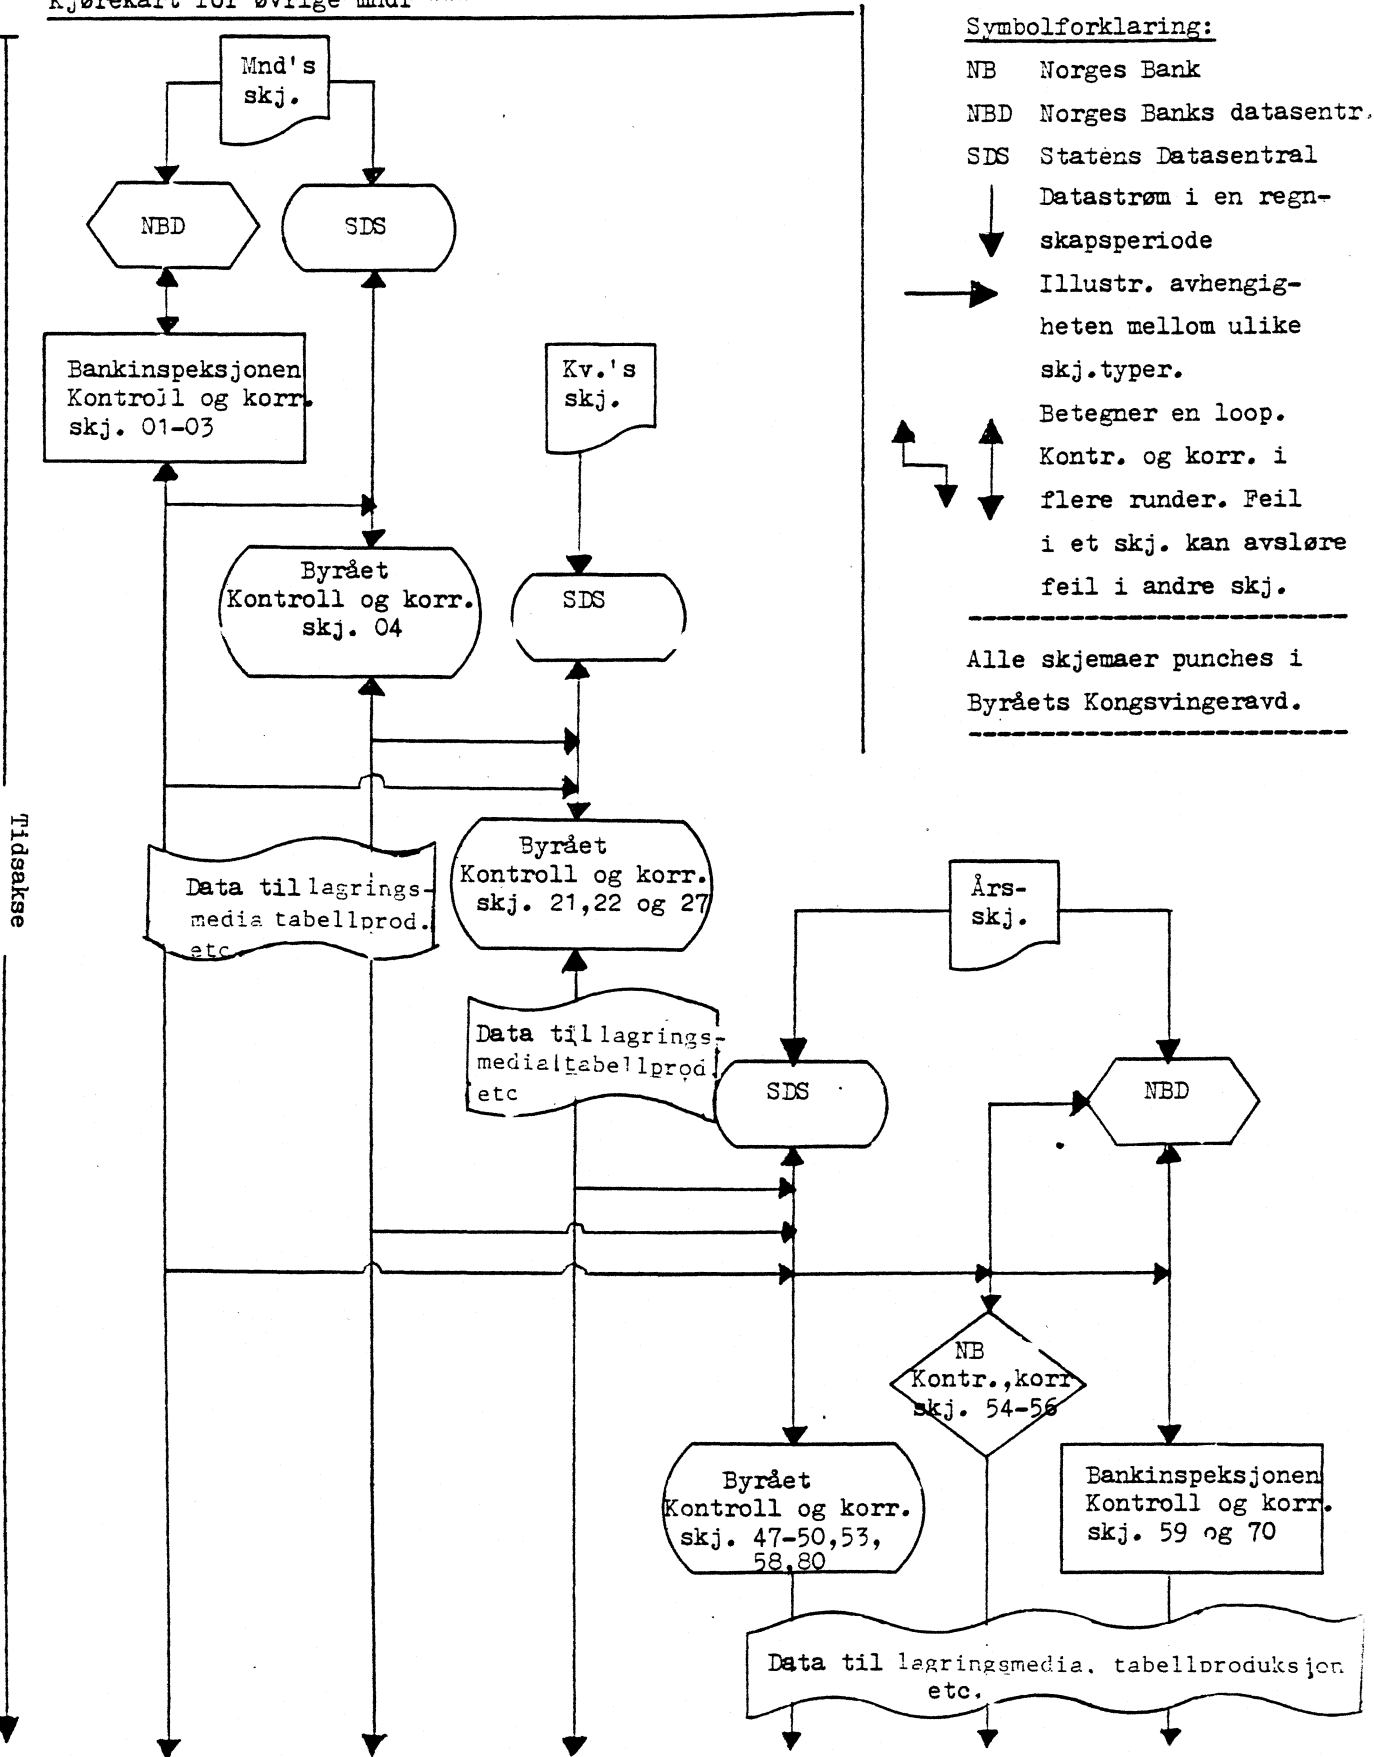 Kjørekart for øvrige mndr
Mnd's
skj.
NBD
SDS
Bankinspeksjonen
Kontroll og korr.
skj. 01-03
Kv.'s
skj.
Byrået
Kontroll og korr.
skj. 04
SDS
Byrået
Kontroll og korr.
skj. 21,22 og 27
Data til lagrings-
media tabellprod.
etc.
Data til lagrings-
media tabellprod.
etc
Tidsakse
Symbolforklaring:
NB Norges Bank
NBD Norges Banks datasentr.
SDS Statens Datasentral
Datastrøm i en regn-
skapsperiode
Illustr. avhengig-
heten mellom ulike
skj.typer.
Betegner en loop.
Kontr. og korr. i
flere runder. Feil
i et skj. kan avsløre
feil i andre skj.
Alle skjemaer punches i
Byråets Kongsvingeravd.
Års-
skj.
SDS
NBD
NB
Kontr.,korr
skj. 54-56
Byrået
Kontroll og korr.
skj. 47-50,53,
58,80
Bankinspeksjonen
Kontroll og korr.
skj. 59 og 70
Data til lagringsmedia, tabellproduksjon
etc.